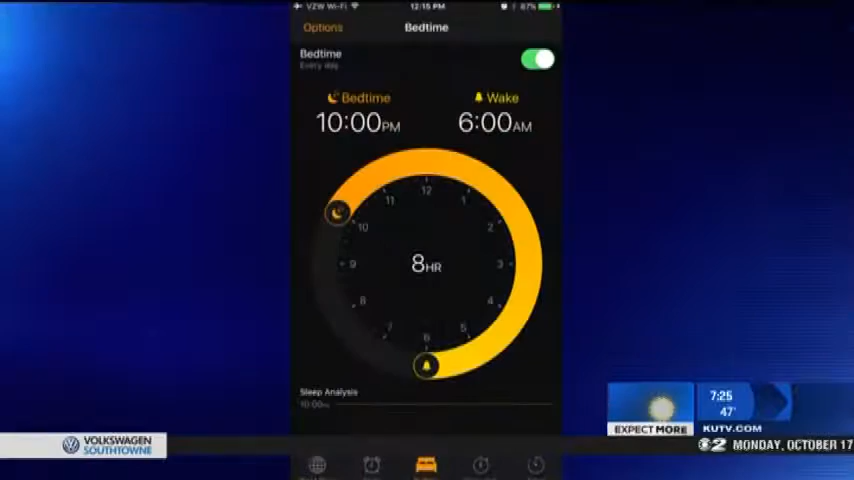 VZW Wi-Fi 12:15 PM 87%
Options Bedtime
Bedtime
Every day
Bedtime Wake
10:00PM 6:00AM
12
11 1
10 2
9 8HR 3
8 4
7 5
6
Sleep Analysis
10:00PM
7:25
47°
EXPECT MORE KUTV.COM
VOLKSWAGEN
SOUTHTOWNE
2 MONDAY, OCTOBER 17